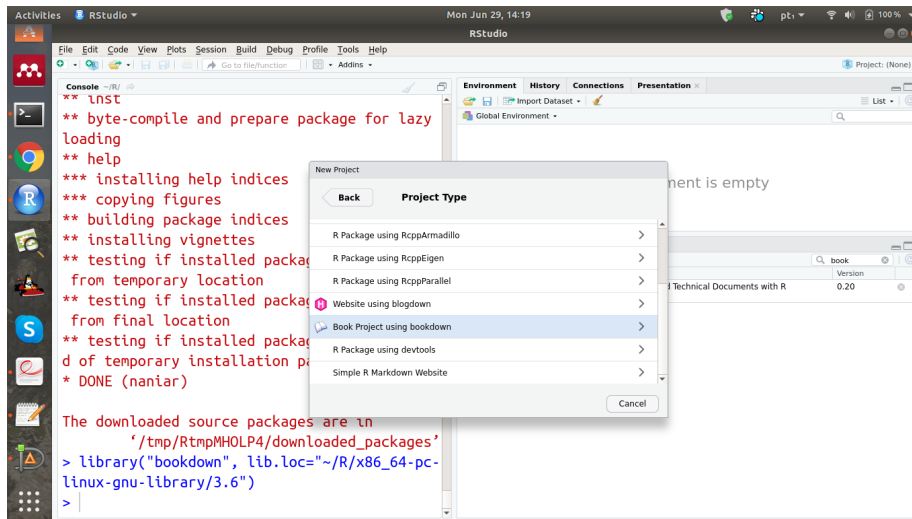 Activities RStudio Mon Jun 29, 14:19 pt₁ 100%
RStudio
File Edit Code View Plots Session Build Debug Profile Tools Help
Go to file/function Addins Project: (None)
Console ~/R/
** inst
** byte-compile and prepare package for lazy
loading
** help
*** installing help indices
*** copying figures
** building package indices
** installing vignettes
** testing if installed packag
from temporary location
** testing if installed packag
from final location
** testing if installed packag
d of temporary installation pa
* DONE (naniar)
The downloaded source packages are in
‘/tmp/RtmpMHOLP4/downloaded_packages’
> library("bookdown", lib.loc="~/R/x86_64-pc-
linux-gnu-library/3.6")
>
Environment History Connections Presentation
Import Dataset List
Global Environment
ment is empty
book
Version
d Technical Documents with R 0.20
New Project
Back Project Type
R Package using RcppArmadillo
R Package using RcppEigen
R Package using RcppParallel
Website using blogdown
Book Project using bookdown
R Package using devtools
Simple R Markdown Website
Cancel